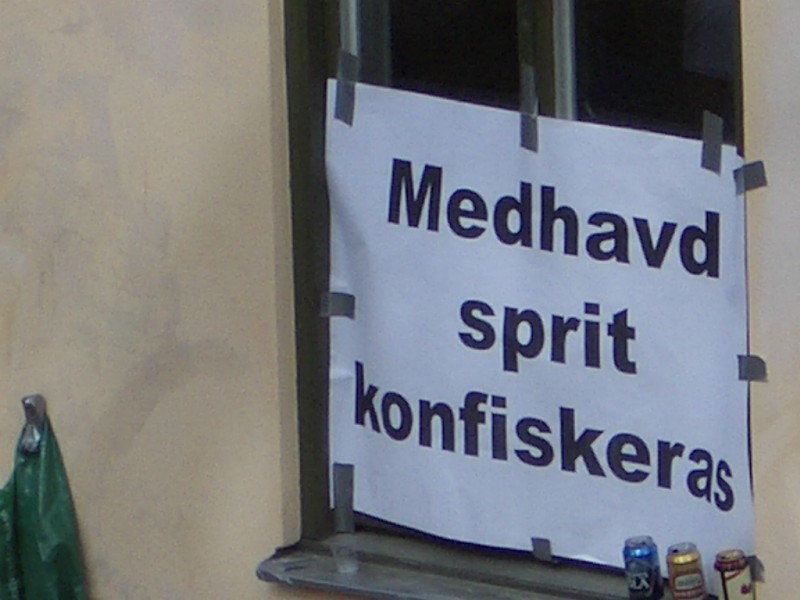 Medhavd
sprit
konfiskeras